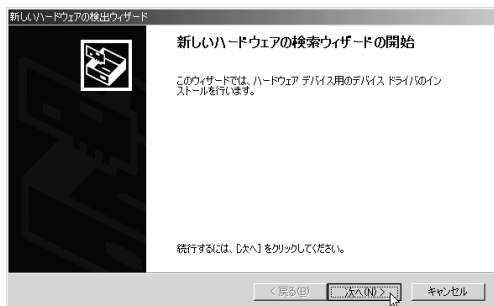 新しいハードウェアの検出ウィザード
新しいハードウェアの検索ウィザードの開始
このウィザードでは、ハードウェア デバイス用のデバイス ドライバのイン
ストールを行います。
続行するには、[次へ] をクリックしてください。
< 戻る(B) 次へ(N) > キャンセル